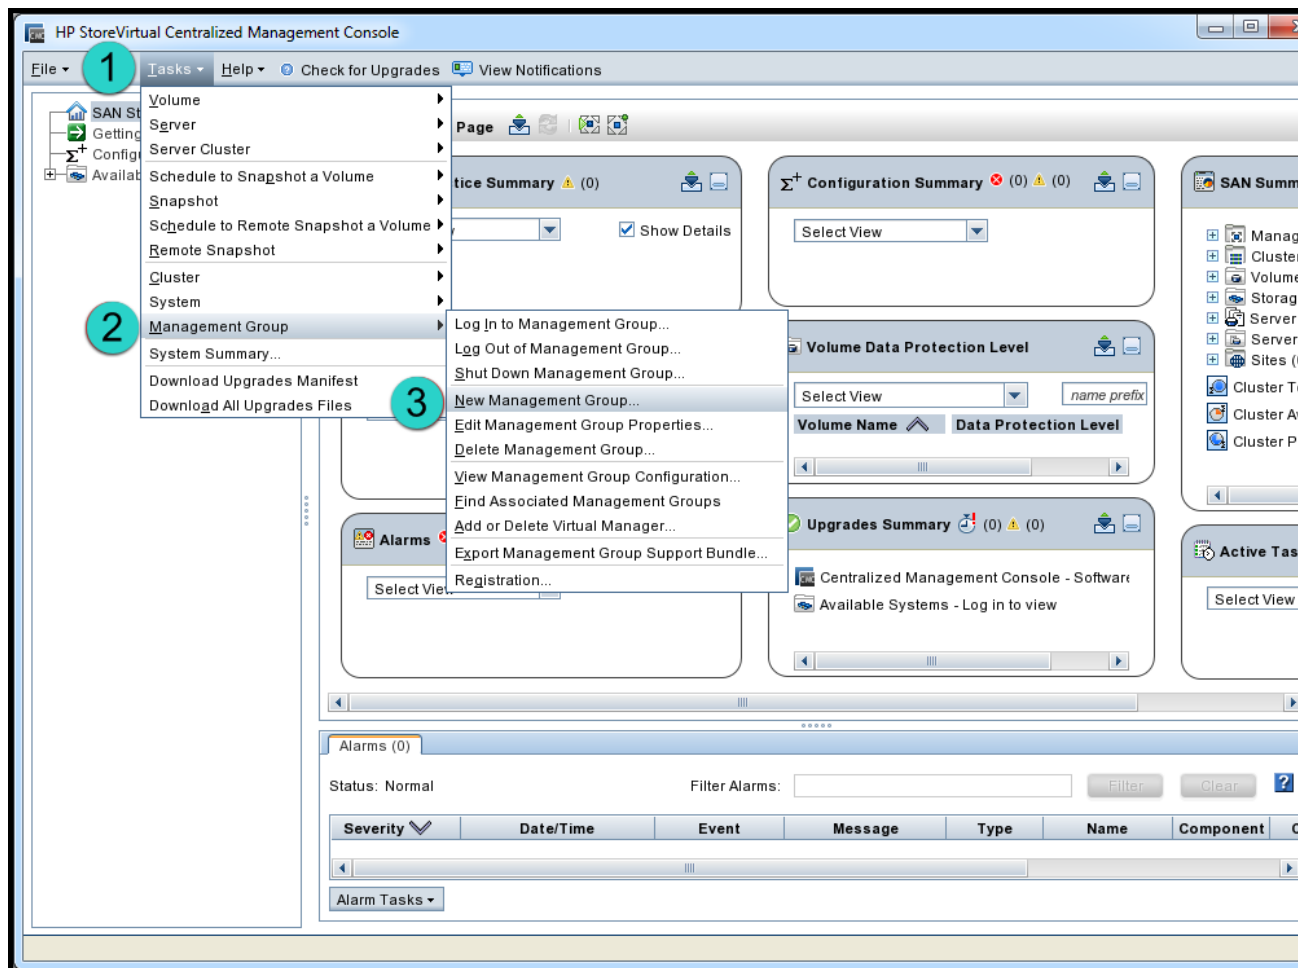 HP StoreVirtual Centralized Management Console
File
1
Tasks
Help
Check for Upgrades
View Notifications
SAN St
Getting
Configu
Availab
Volume
Server
Server Cluster
Schedule to Snapshot a Volume
Snapshot
Schedule to Remote Snapshot a Volume
Remote Snapshot
Cluster
System
2
Management Group
System Summary...
Download Upgrades Manifest
Download All Upgrades Files
Log In to Management Group...
Log Out of Management Group...
Shut Down Management Group...
3
New Management Group...
Edit Management Group Properties...
Delete Management Group...
View Management Group Configuration...
Find Associated Management Groups
Add or Delete Virtual Manager...
Export Management Group Support Bundle...
Registration...
Page
tice Summary (0)
Show Details
Configuration Summary (0) (0)
Select View
SAN Summ
Manag
Cluster
Volume
Storag
Server
Server
Sites (
Cluster T
Cluster A
Cluster P
Volume Data Protection Level
Select View
name prefix
Volume Name
Data Protection Level
Alarms
Select View
Upgrades Summary (0) (0)
Centralized Management Console - Software
Available Systems - Log in to view
Active Tas
Select View
Alarms (0)
Status: Normal
Filter Alarms:
Filter
Clear
?
Severity
Date/Time
Event
Message
Type
Name
Component
Alarm Tasks